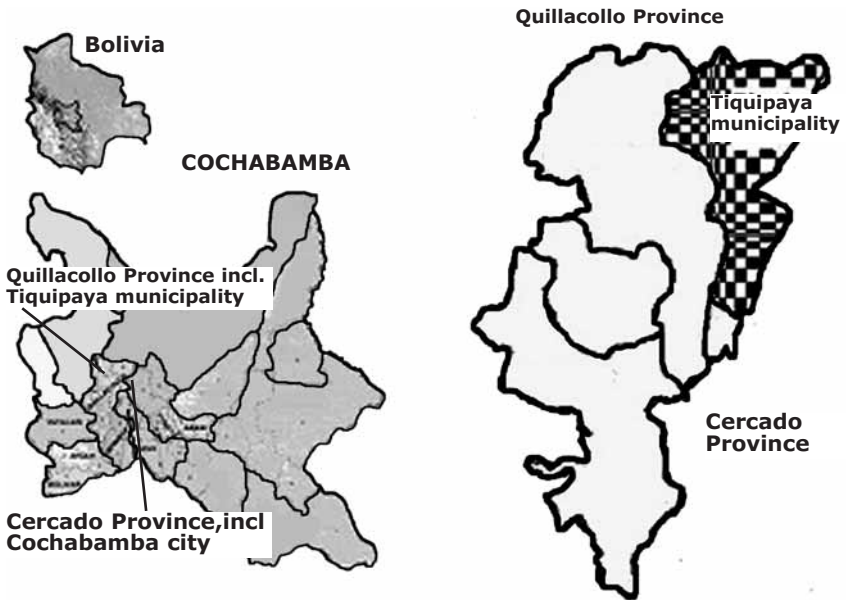 Quillacollo Province
Bolivia
COCHABAMBA
Tiquipaya
municipality
Quillacollo Province incl.
Tiquipaya municipality
Cercado
Province
Cercado Province,incl
Cochabamba city